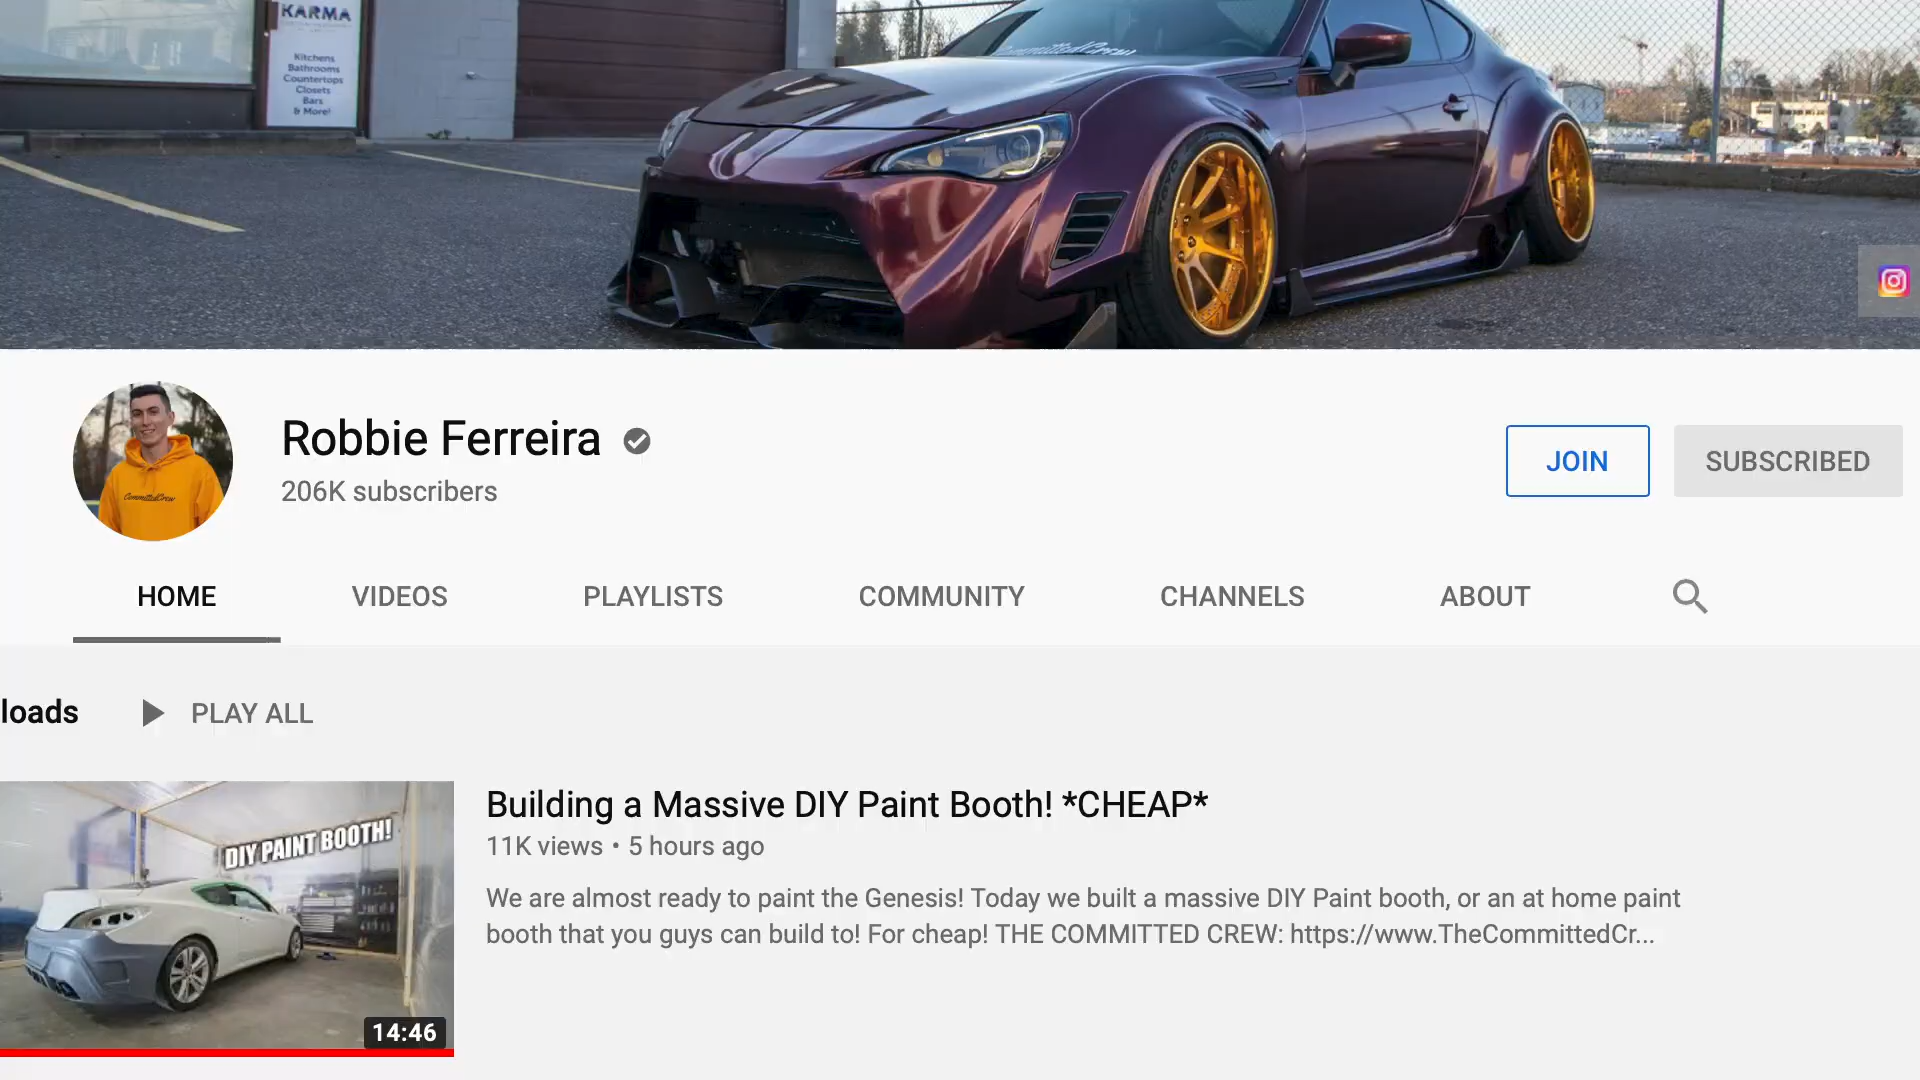 KARMA
Kitchens
Bathrooms
Countertops
Closets
Bars
& More!
CommittedCrew
Robbie Ferreira
206K subscribers
CommittedCrew
JOIN
SUBSCRIBED
HOME
VIDEOS
PLAYLISTS
COMMUNITY
CHANNELS
ABOUT
loads
PLAY ALL
DIY PAINT BOOTH!
14:46
Building a Massive DIY Paint Booth! *CHEAP*
11K views • 5 hours ago
We are almost ready to paint the Genesis! Today we built a massive DIY Paint booth, or an at home paint
booth that you guys can build to! For cheap! THE COMMITTED CREW: https://www.TheCommittedCr...